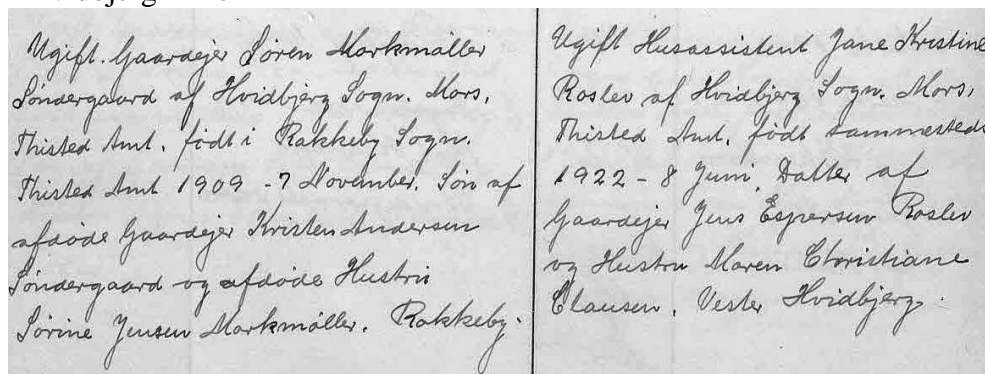 Ugift. Gaardejer Søren Markmøller
Søndergaard af Hvidbjerg Sogn. Mors,
Thisted Amt. født i Rakkeby Sogn.
Thisted Amt 1909 - 7 November. Søn af
afdøde Gaardejer Kristen Andersen
Søndergaard og afdøde Hustru
Sørine Jensen Markmøller. Rakkeby.
Ugift Husassistent Jane Kristine
Roslev af Hvidbjerg Sogn. Mors,
Thisted Amt. født sammesteds
1922 - 8 Juni. Datter af
Gaardejer Jens Espersen Roslev
og Hustru Maren Christiane
Clausen. Vester Hvidbjerg.